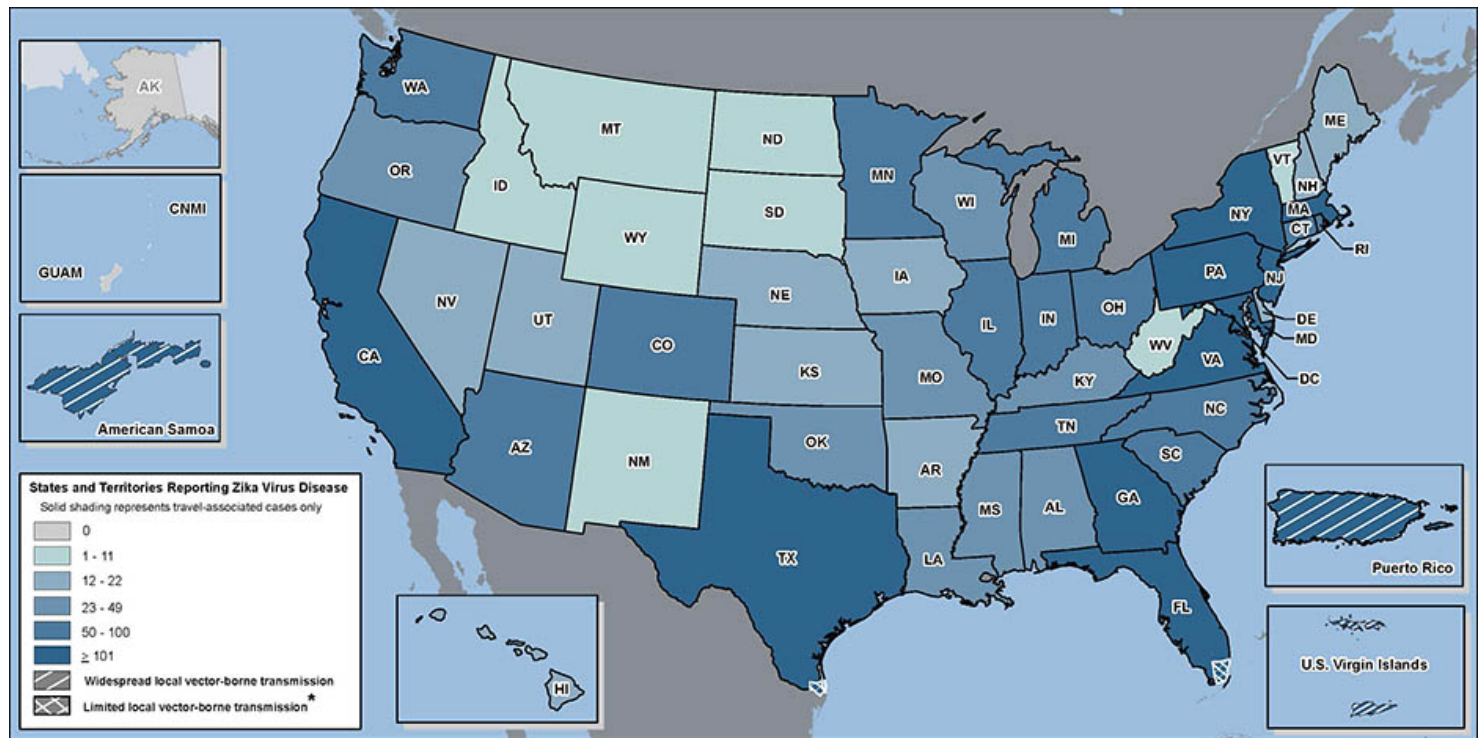 AK
CNMI
GUAM
American Samoa
States and Territories Reporting Zika Virus Disease
Solid shading represents travel-associated cases only
0
1 - 11
12 - 22
23 - 49
50 - 100
≥ 101
Widespread local vector-borne transmission
Limited local vector-borne transmission*
WA
OR
CA
ID
NV
MT
WY
UT
AZ
CO
NM
ND
SD
NE
KS
OK
TX
MN
IA
MO
AR
LA
WI
IL
MS
MI
IN
KY
TN
AL
OH
WV
GA
FL
SC
NC
VA
PA
NY
VT
NH
ME
MA
CT
RI
NJ
DE
MD
DC
HI
Puerto Rico
U.S. Virgin Islands